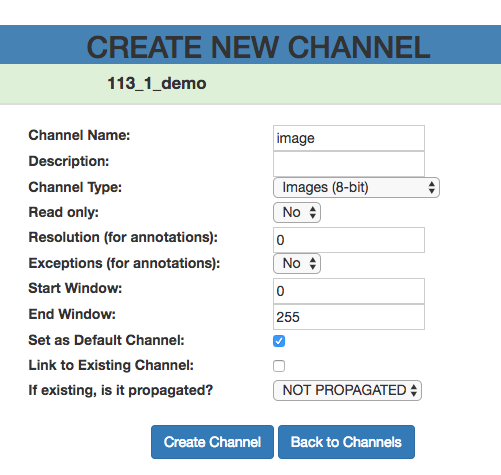 CREATE NEW CHANNEL
113_1_demo
Channel Name: image
Description:
Channel Type: Images (8-bit)
Read only: No
Resolution (for annotations): 0
Exceptions (for annotations): No
Start Window: 0
End Window: 255
Set as Default Channel:
Link to Existing Channel:
If existing, is it propagated? NOT PROPAGATED
Create Channel Back to Channels